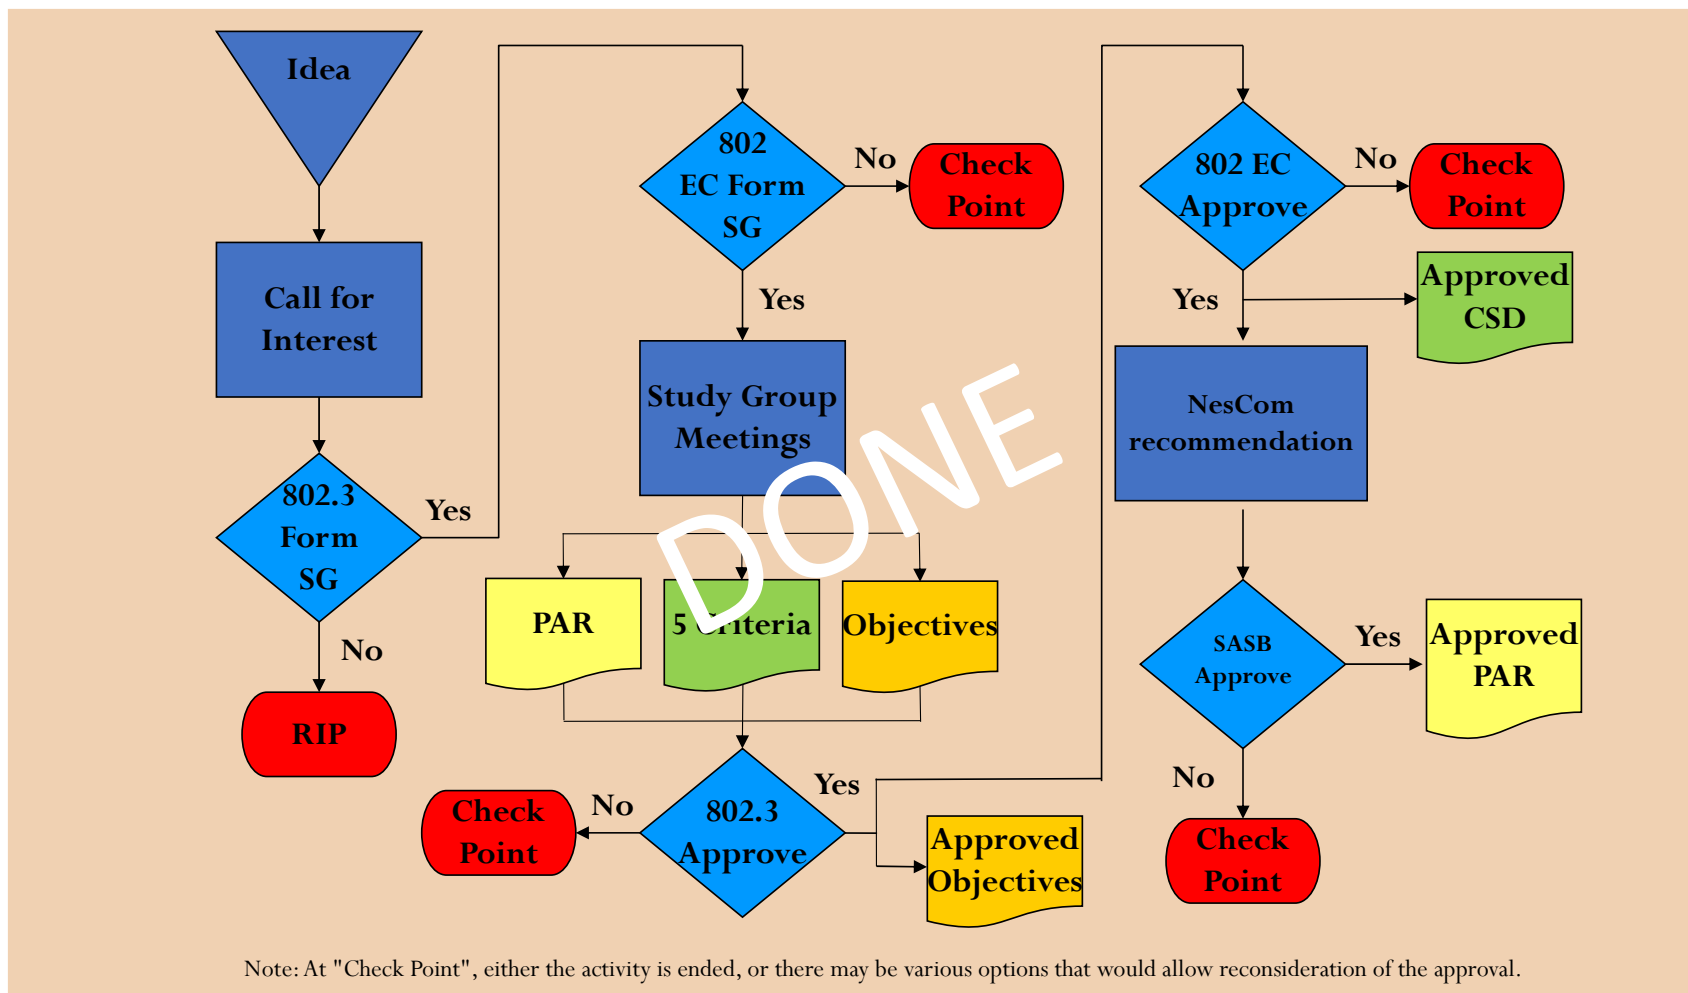 Idea
Call for
Interest
802.3
Form
SG
Yes
No
RIP
802
EC Form
SG
No
Check
Point
Yes
Study Group
Meetings
DONE
PAR
5 Criteria
Objectives
802.3
Approve
No
Check
Point
Yes
Approved
Objectives
802 EC
Approve
No
Check
Point
Yes
Approved
CSD
NesCom
recommendation
SASB
Approve
Yes
Approved
PAR
No
Check
Point
Note: At "Check Point", either the activity is ended, or there may be various options that would allow reconsideration of the approval.